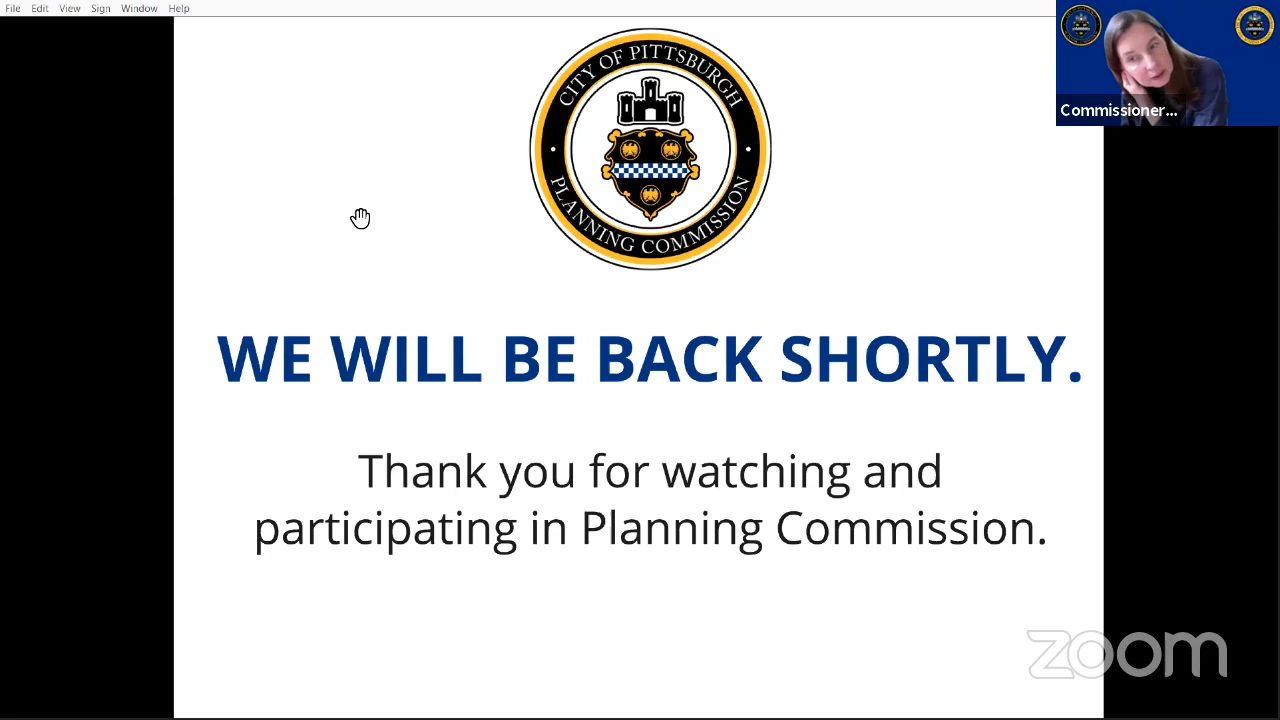 File Edit View Sign Window Help
CITY OF PITTSBURGH
PLANNING COMMISSION
Commissioner...
WE WILL BE BACK SHORTLY.
Thank you for watching and
participating in Planning Commission.
zoom